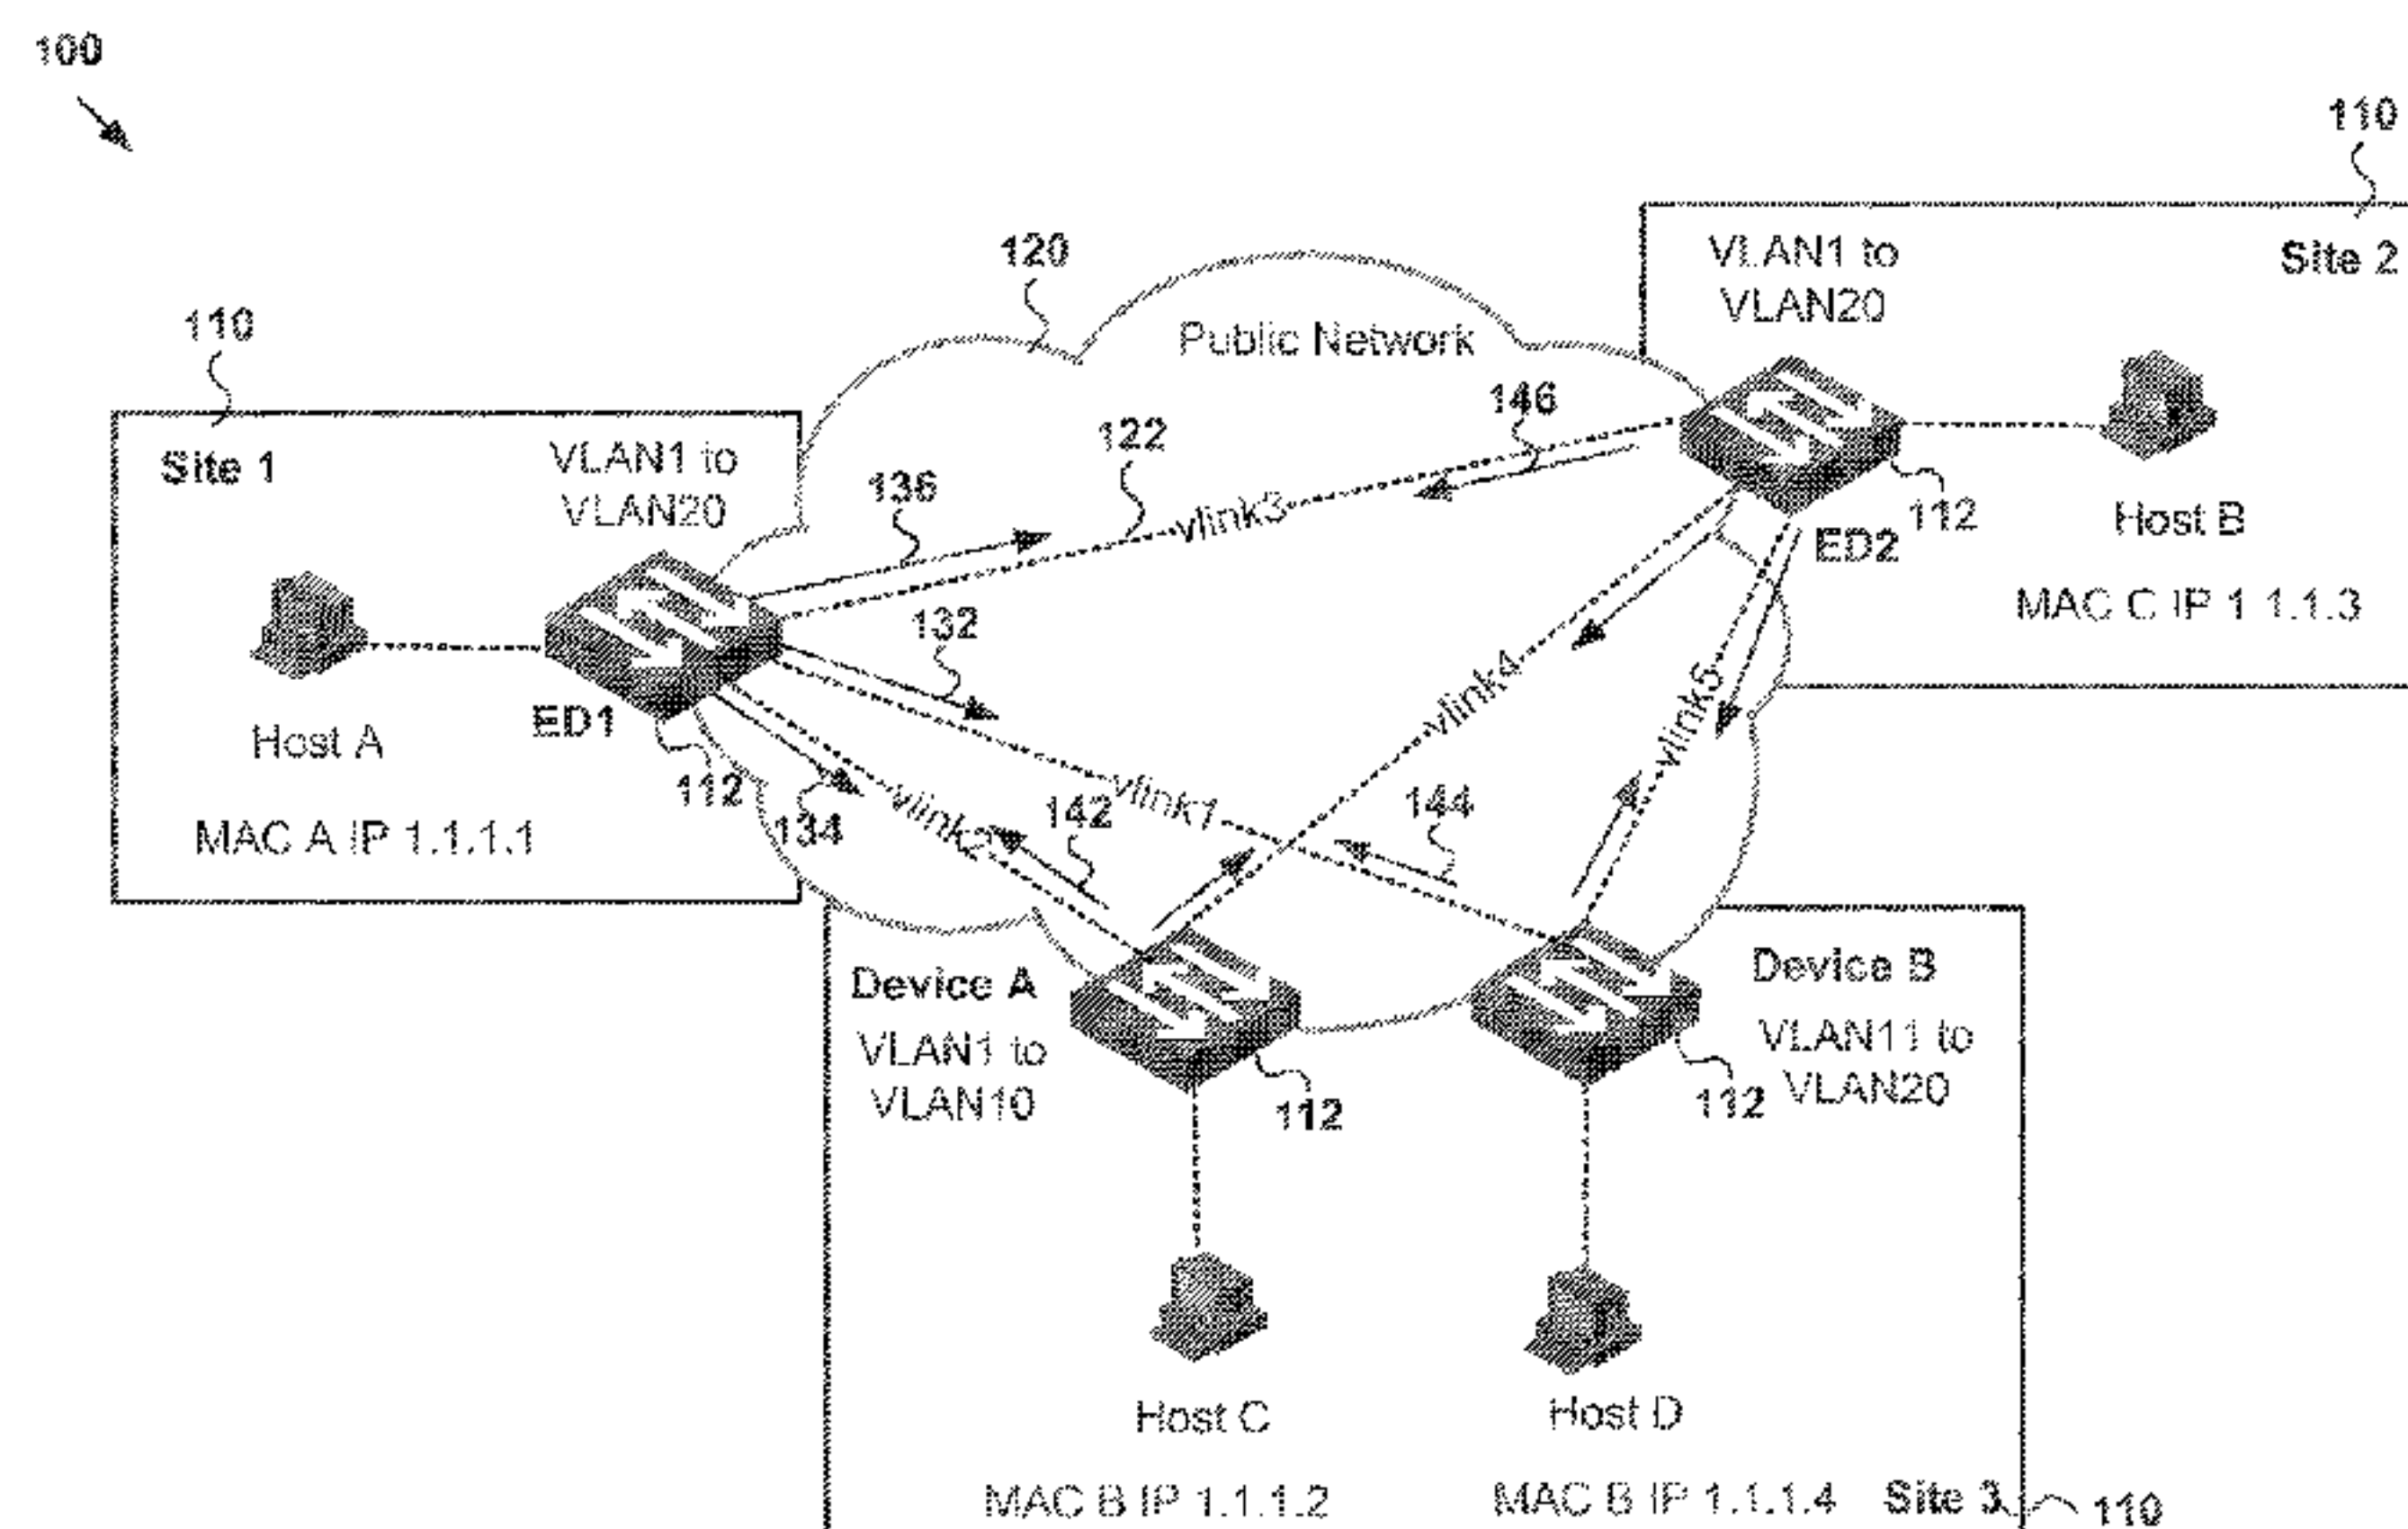 100
110
120
VLAN1 to
VLAN20
Site 2
110
Public Network
146
Site 1
VLAN1 to
VLAN20
136
122
vlink3
112
Host B
ED2
MAC C IP 1 1.1.3
132
ED1
Host A
112
134
vlink4
vlink5
vlink2
142
vlink1
144
MAC A IP 1.1.1.1
Device A
VLAN1 to
VLAN10
112
Device B
VLAN11 to
VLAN20
112
Host C
Host D
MAC B IP 1.1.1.2
MAC B IP 1.1.1.4
Site 3
110